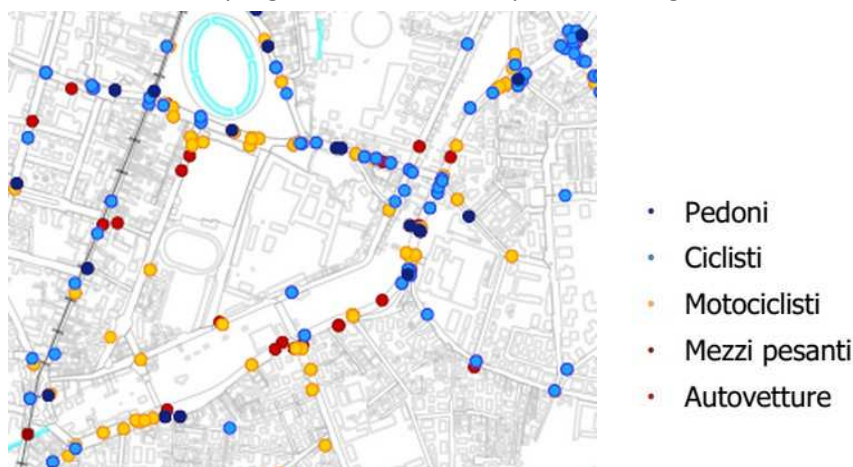 Pedoni
Ciclisti
Motociclisti
Mezzi pesanti
Autovetture